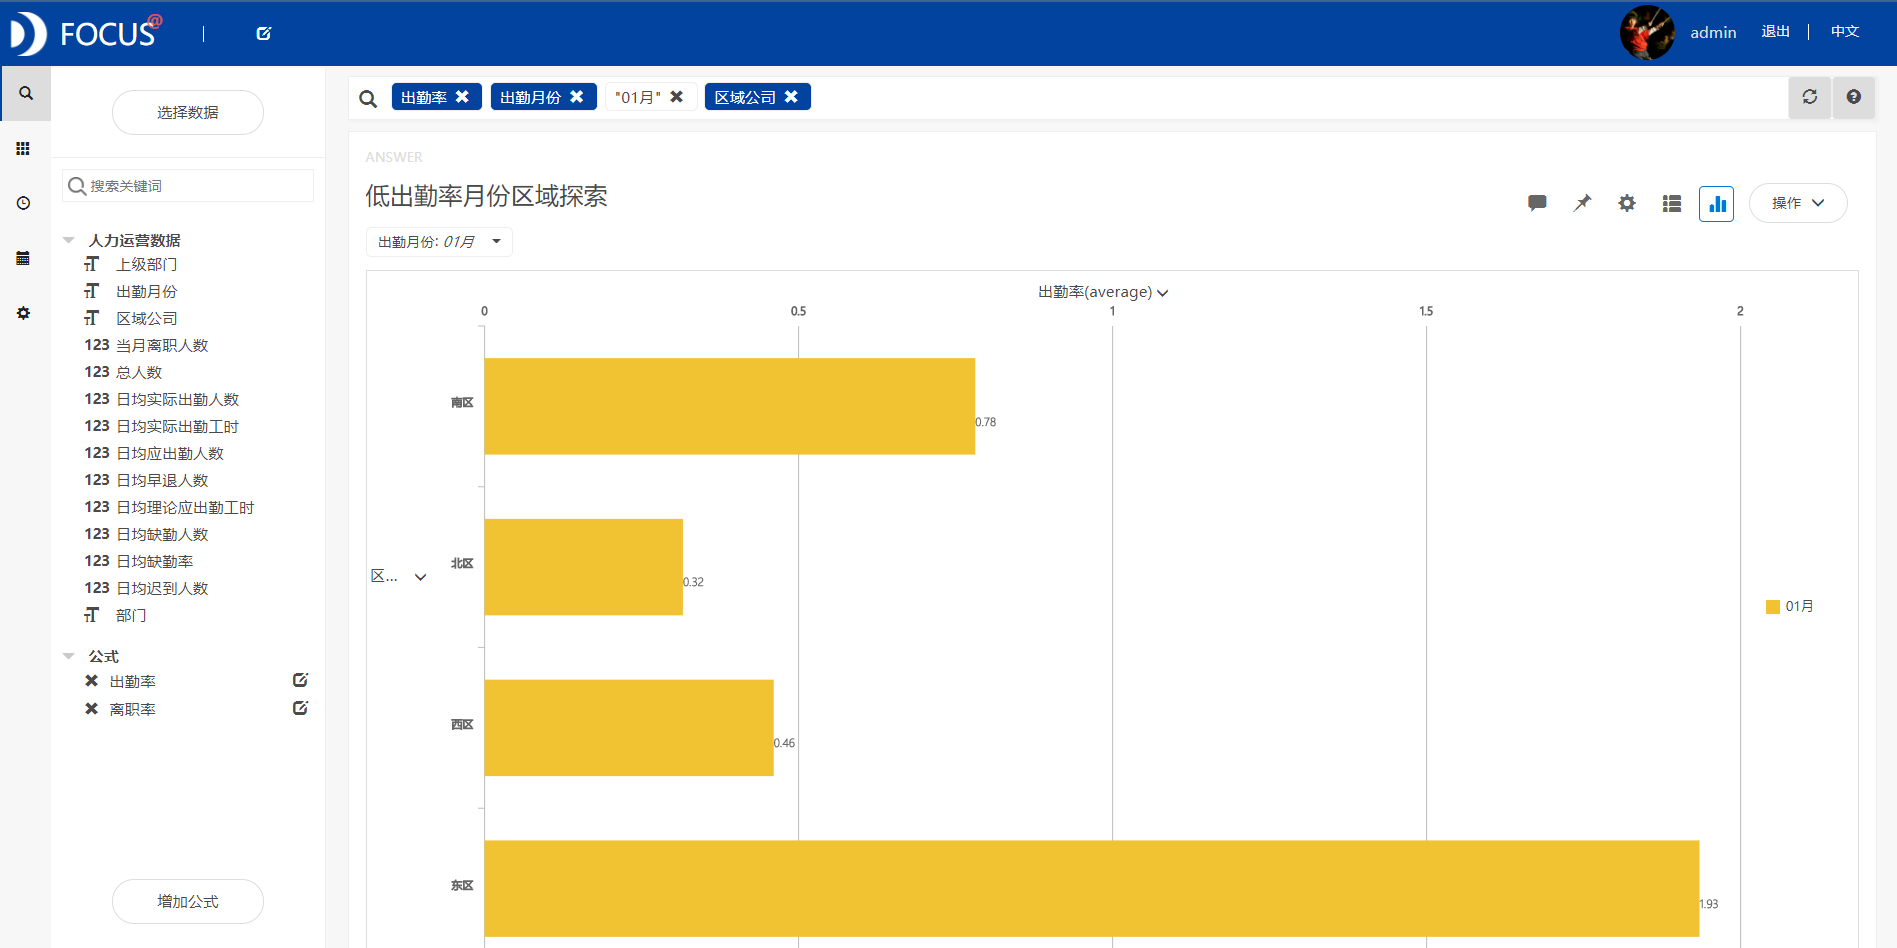 FOCUS@
admin 退出 | 中文
选择数据
搜索关键词
人力运营数据
上级部门
出勤月份
区域公司
123 当月离职人数
123 总人数
123 日均实际出勤人数
123 日均实际出勤工时
123 日均应出勤人数
123 日均早退人数
123 日均理论应出勤工时
123 日均缺勤人数
123 日均缺勤率
123 日均迟到人数
部门
公式
出勤率
离职率
增加公式
出勤率 出勤月份 "01月" 区域公司
ANSWER
低出勤率月份区域探索
操作
出勤月份: 01月
出勤率(average)
0 0.5 1 1.5 2
南区 0.78
北区 0.32
区...
西区 0.46
东区 1.93
01月